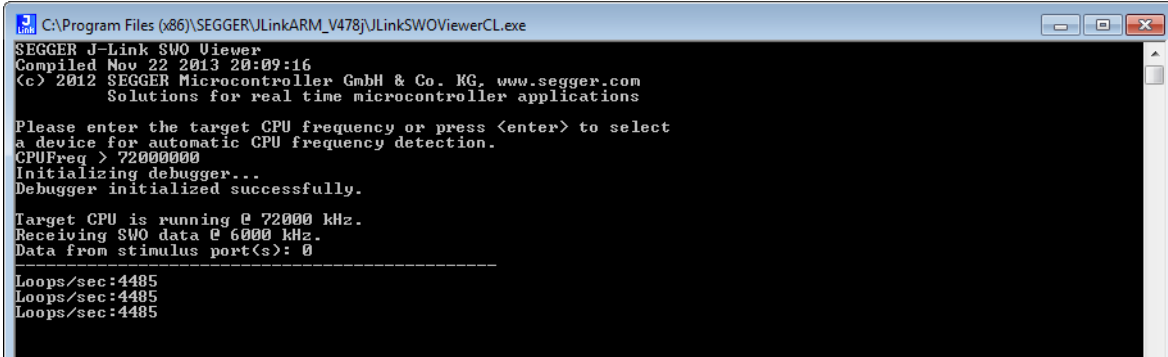 J
Link
C:\Program Files (x86)\SEGGER\JLinkARM_V478j\JLinkSWOViewerCL.exe
SEGGER J-Link SWO Viewer
Compiled Nov 22 2013 20:09:16
(c) 2012 SEGGER Microcontroller GmbH & Co. KG, www.segger.com
Solutions for real time microcontroller applications
Please enter the target CPU frequency or press <enter> to select
a device for automatic CPU frequency detection.
CPUFreq > 72000000
Initializing debugger...
Debugger initialized successfully.
Target CPU is running @ 72000 kHz.
Receiving SWO data @ 6000 kHz.
Data from stimulus port(s): 0
--------------------------------------------------
Loops/sec:4485
Loops/sec:4485
Loops/sec:4485